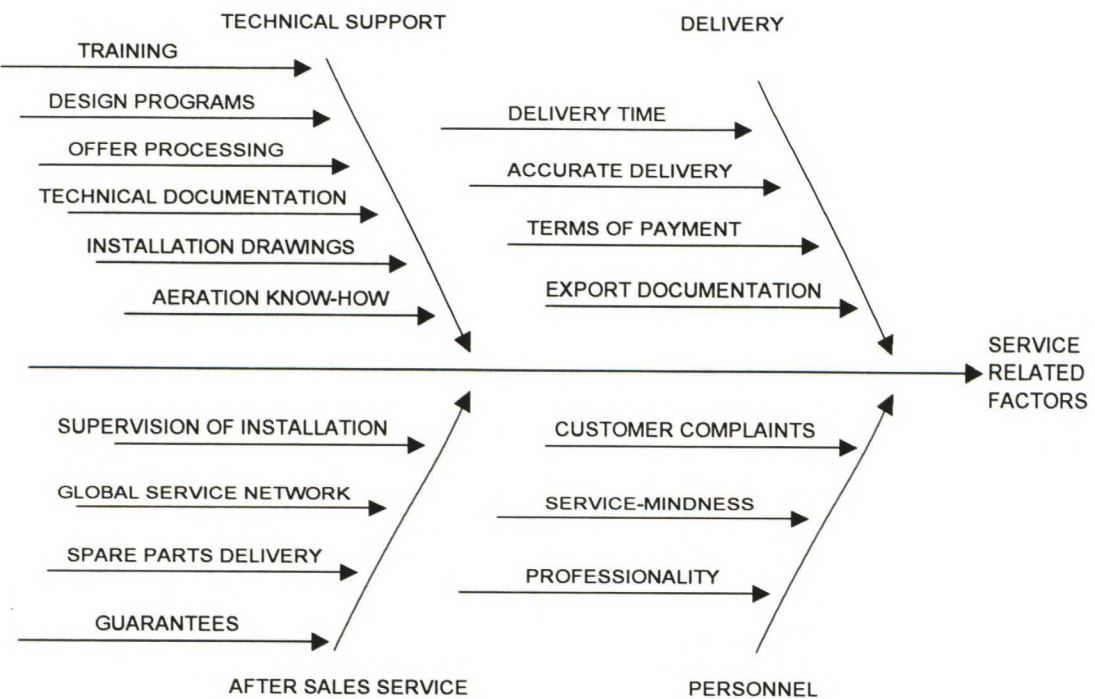 TECHNICAL SUPPORT
TRAINING
DESIGN PROGRAMS
OFFER PROCESSING
TECHNICAL DOCUMENTATION
INSTALLATION DRAWINGS
AERATION KNOW-HOW
DELIVERY
DELIVERY TIME
ACCURATE DELIVERY
TERMS OF PAYMENT
EXPORT DOCUMENTATION
SERVICE
RELATED
FACTORS
SUPERVISION OF INSTALLATION
GLOBAL SERVICE NETWORK
SPARE PARTS DELIVERY
GUARANTEES
AFTER SALES SERVICE
CUSTOMER COMPLAINTS
SERVICE-MINDNESS
PROFESSIONALITY
PERSONNEL